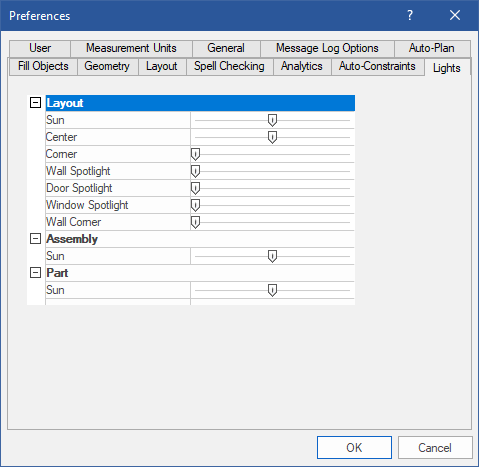 Preferences ?
User Measurement Units General Message Log Options Auto-Plan
Fill Objects Geometry Layout Spell Checking Analytics Auto-Constraints Lights
Layout
Sun
Center
Corner
Wall Spotlight
Door Spotlight
Window Spotlight
Wall Corner
Assembly
Sun
Part
Sun
OK Cancel